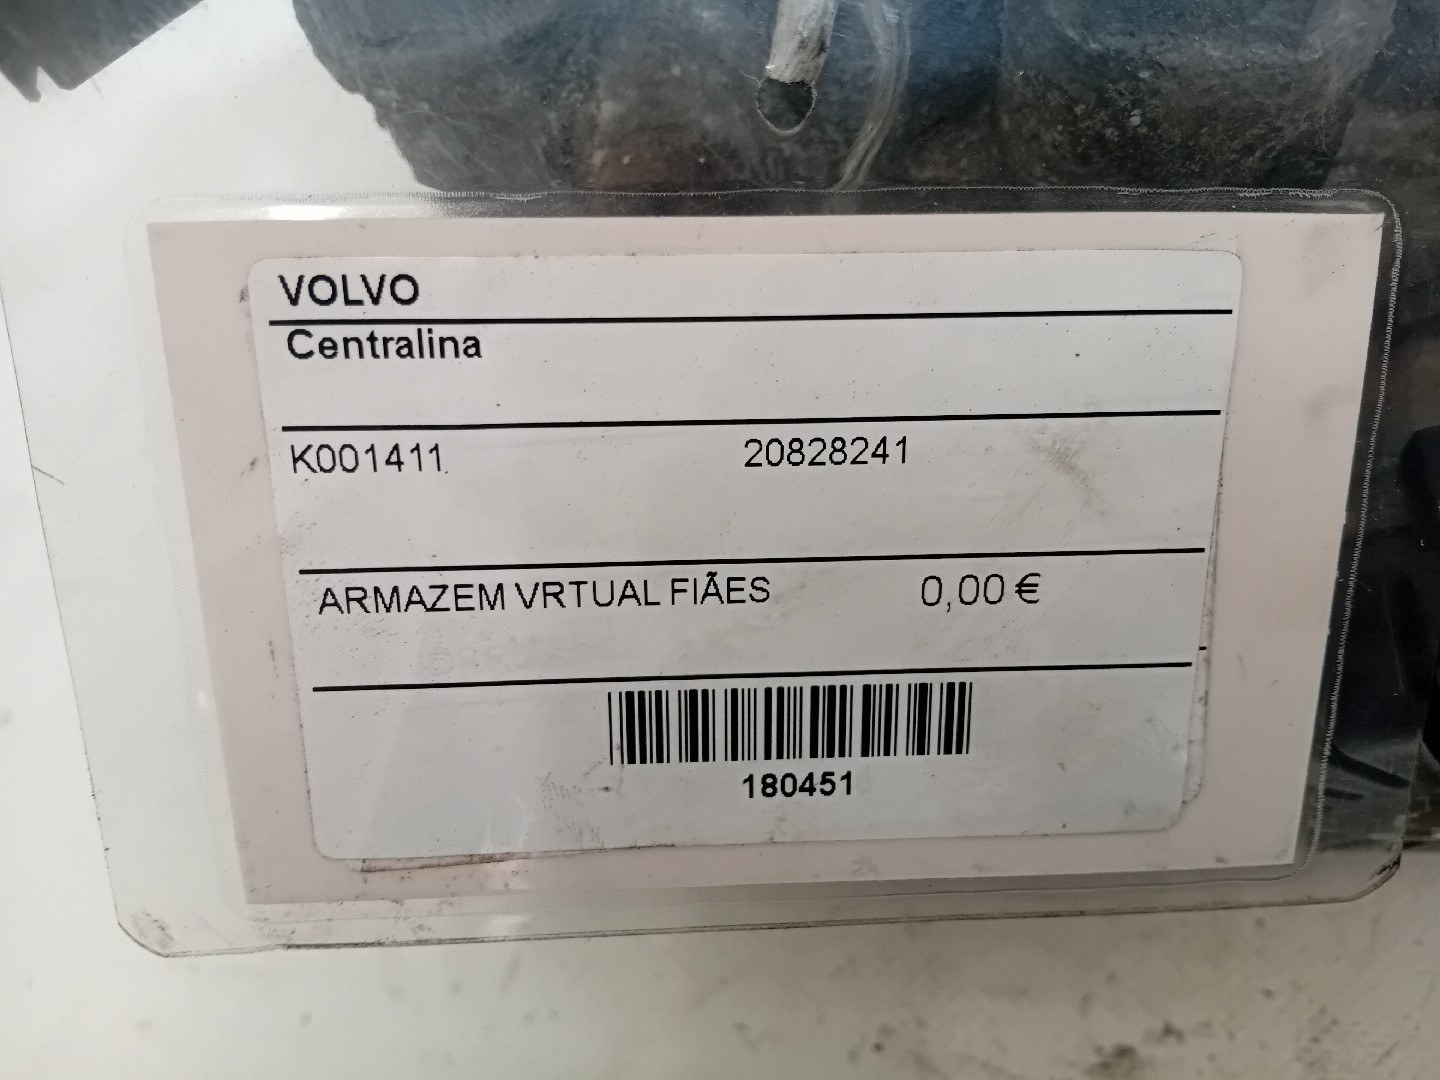 VOLVO
Centralina
K001411 20828241
ARMAZEM VRTUAL FIÃES 0,00 €
180451